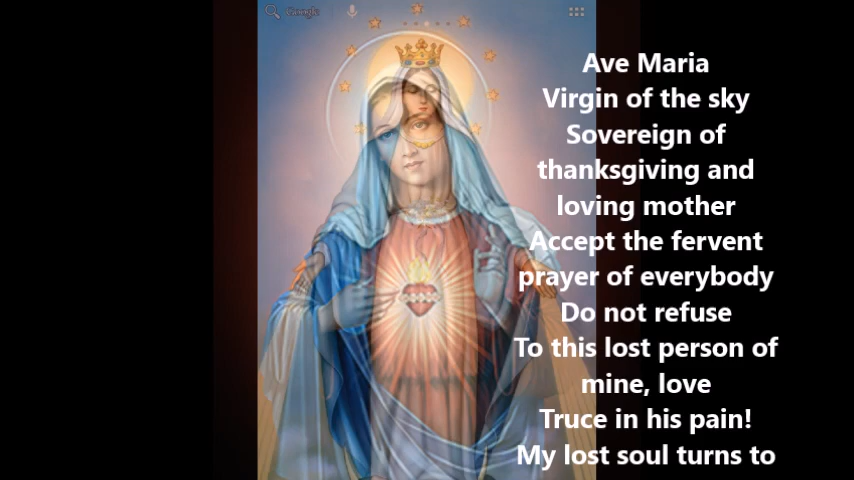 Google
Ave Maria
Virgin of the sky
Sovereign of
thanksgiving and
loving mother
Accept the fervent
prayer of everybody
Do not refuse
To this lost person of
mine, love
Truce in his pain!
My lost soul turns to